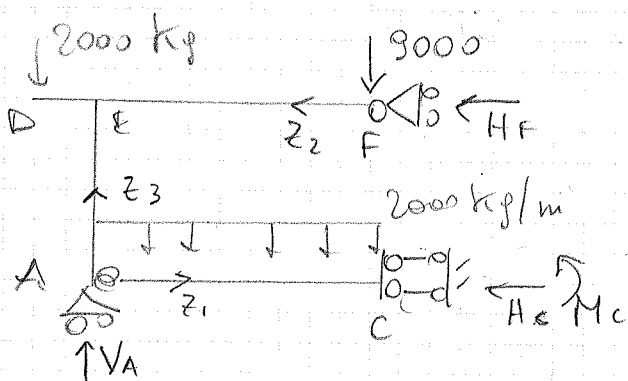 2000 Kg 9000
D E Z2 F HF
Z3 2000 Kg/m
A Z1 C Hc Mc
VA